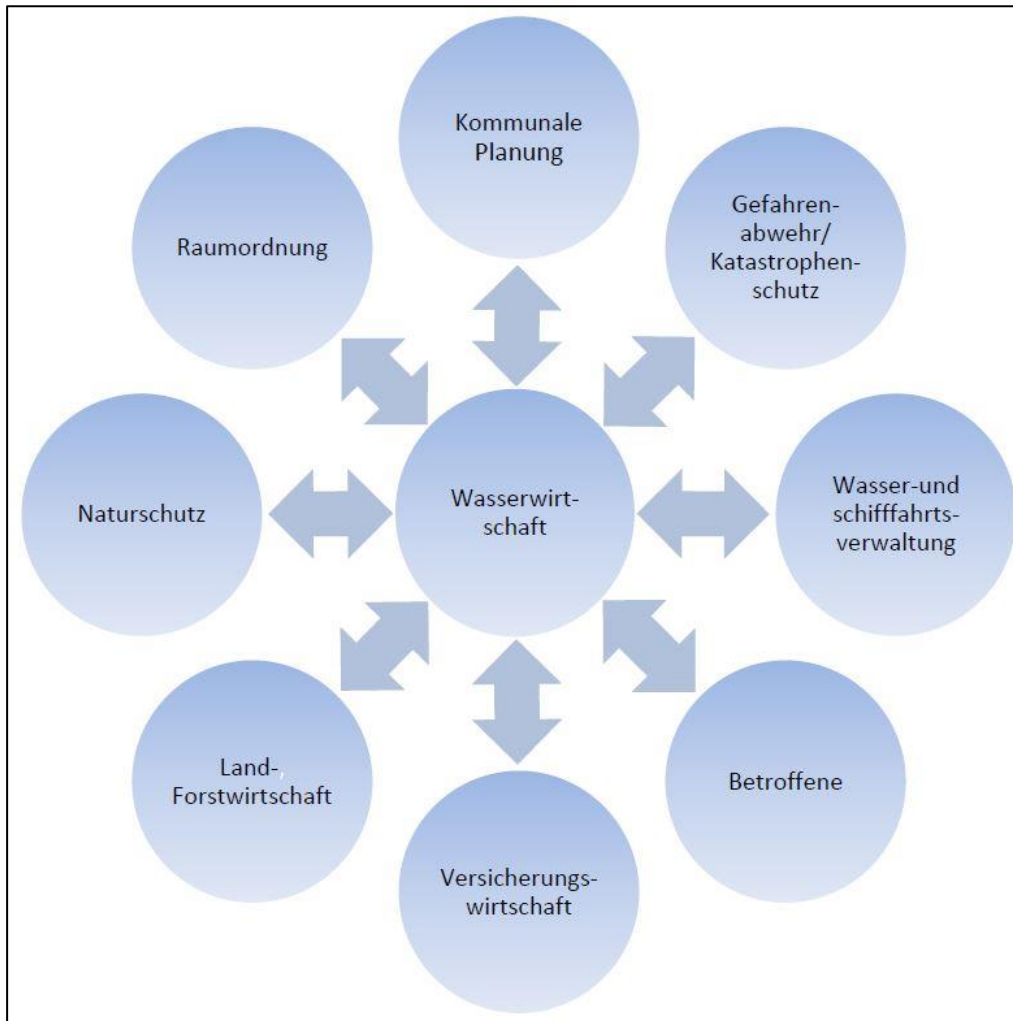 Kommunale
Planung
Gefahren-
abwehr/
Katastrophen-
schutz
Raumordnung
Wasser-und
schifffahrts-
verwaltung
Wasserwirt-
schaft
Naturschutz
Betroffene
Land-,
Forstwirtschaft
Versicherungs-
wirtschaft